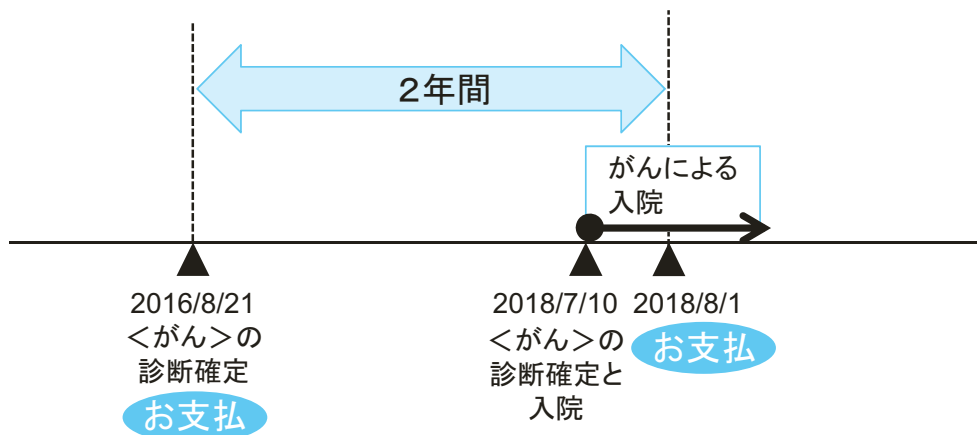 2年間
がんによる
入院
2016/8/21
<がん>の
診断確定
お支払
2018/7/10
<がん>の
診断確定と
入院
2018/8/1
お支払